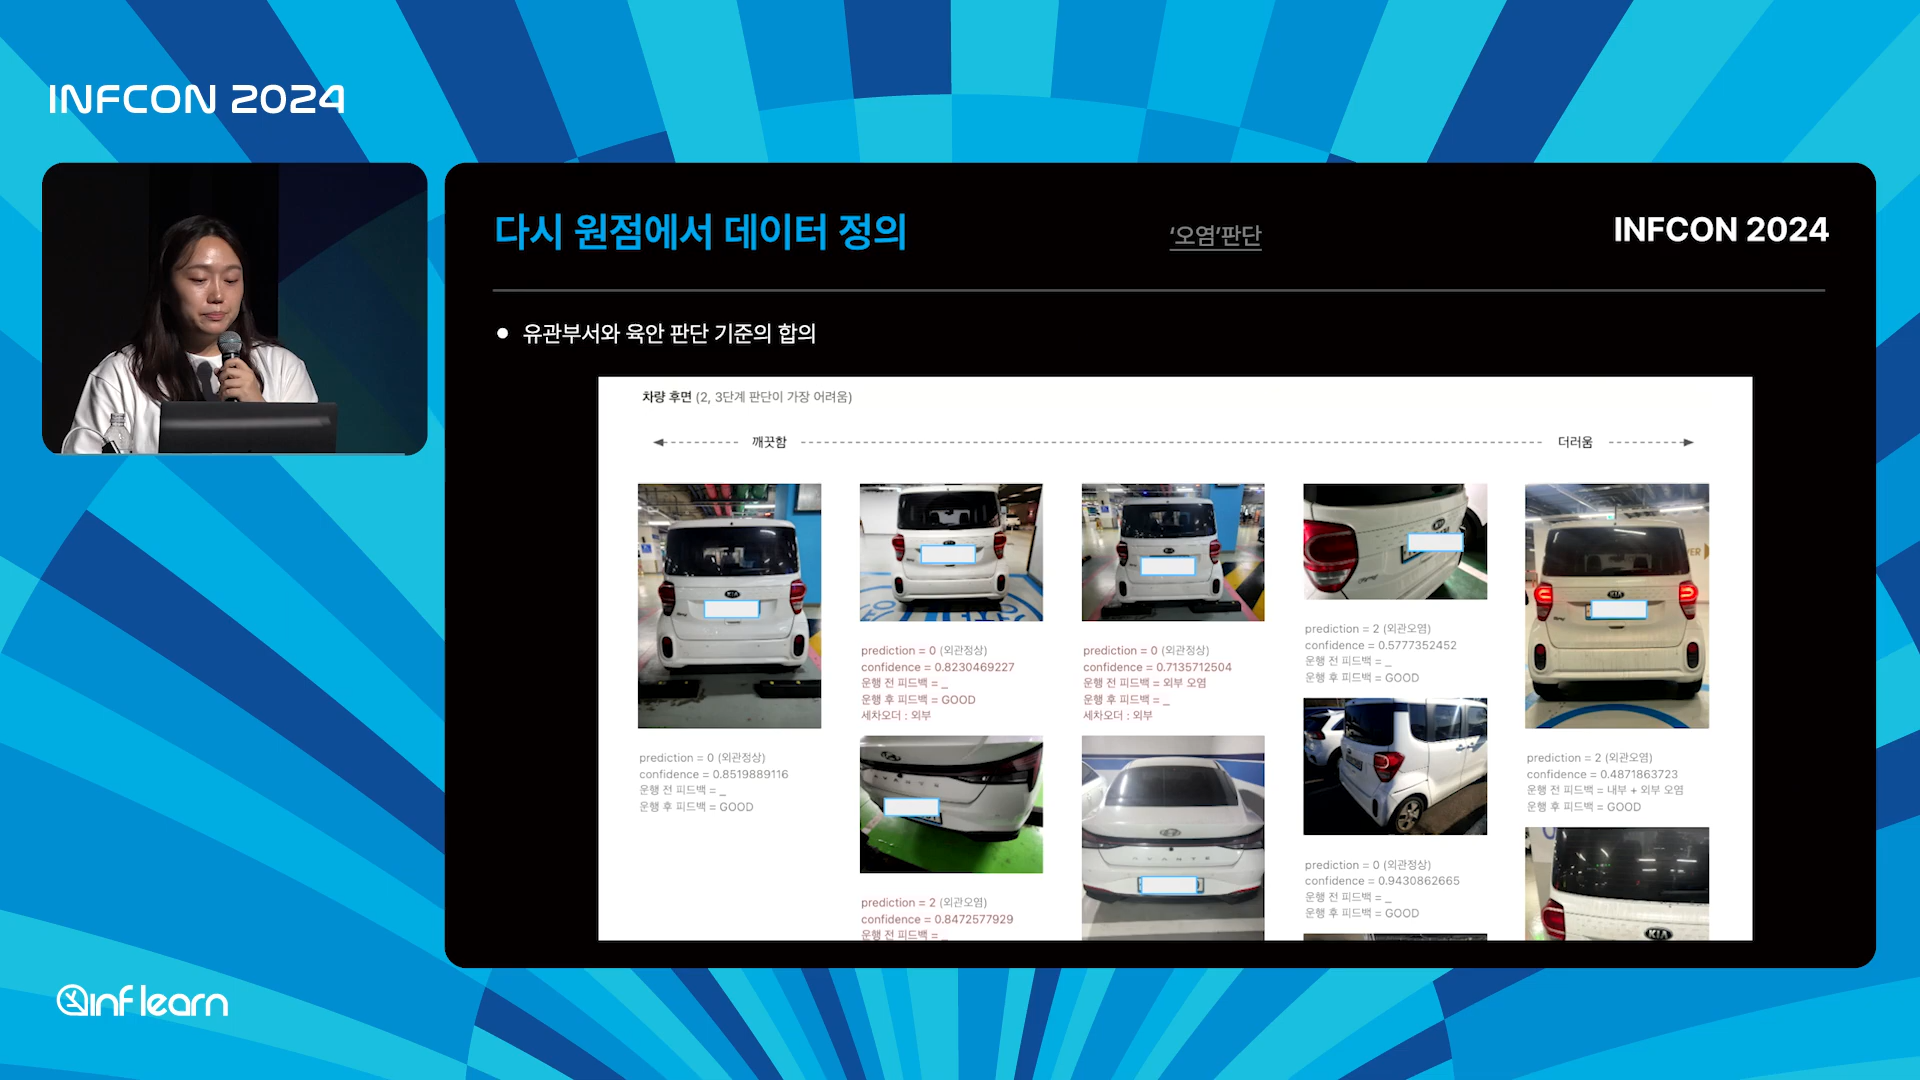 INFCON 2024
다시 원점에서 데이터 정의
'오염'판단
INFCON 2024
유관부서와 육안 판단 기준의 합의
차량 후면 (2, 3단계 판단이 가장 어려움)
깨끗함
더러움
prediction = 0 (외관정상)
confidence = 0.8519889116
운행 전 피드백 = _
운행 후 피드백 = GOOD
prediction = 0 (외관정상)
confidence = 0.8230469227
운행 전 피드백 = _
운행 후 피드백 = GOOD
세차오더 : 외부
prediction = 2 (외관오염)
confidence = 0.8472577929
운행 전 피드백 = _
prediction = 0 (외관정상)
confidence = 0.7135712504
운행 전 피드백 = 외부 오염
운행 후 피드백 = _
세차오더 : 외부
AVANTE
prediction = 2 (외관오염)
confidence = 0.5777352452
운행 전 피드백 = _
운행 후 피드백 = GOOD
prediction = 0 (외관정상)
confidence = 0.9430862665
운행 전 피드백 = _
운행 후 피드백 = GOOD
prediction = 2 (외관오염)
confidence = 0.4871863723
운행 전 피드백 = 내부 + 외부 오염
운행 후 피드백 = GOOD
KIA
inflearn